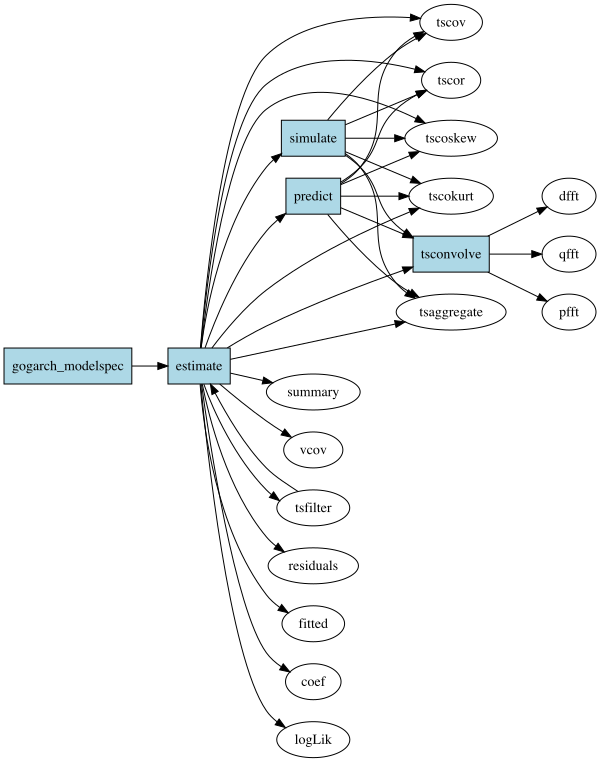 tscov
tscor
simulate
tscoskew
predict
tscokurt
dfft
tsconvolve
qfft
tsaggregate
pfft
gogarch_modelspec
estimate
summary
vcov
tsfilter
residuals
fitted
coef
logLik